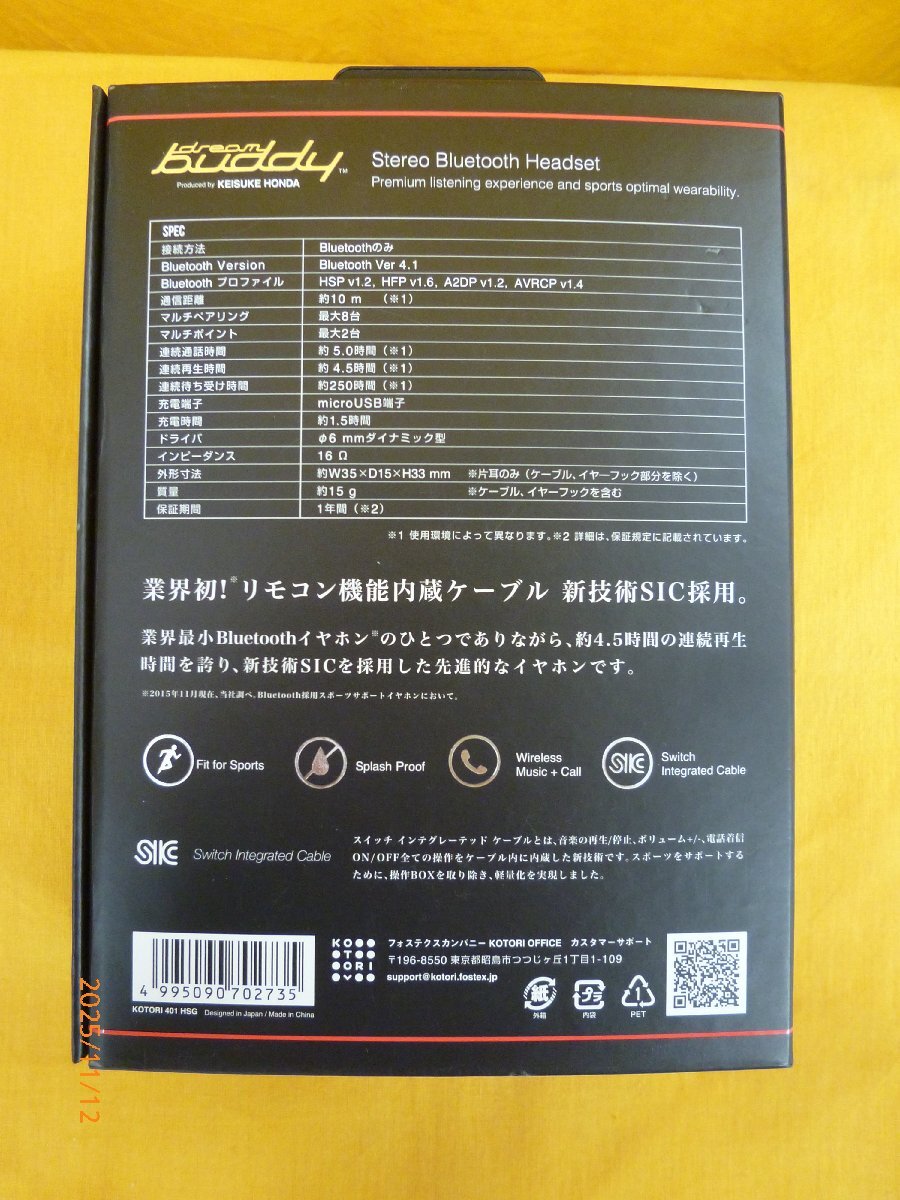 dream
buddy™
Produced by KEISUKE HONDA
Stereo Bluetooth Headset
Premium listening experience and sports optimal wearability.
SPEC
接続方法 Bluetoothのみ
Bluetooth Version Bluetooth Ver 4.1
Bluetooth プロファイル HSP v1.2, HFP v1.6, A2DP v1.2, AVRCP v1.4
通信距離 約10 m (※1)
マルチペアリング 最大8台
マルチポイント 最大2台
連続通話時間 約 5.0時間(※1)
連続再生時間 約 4.5時間(※1)
連続待ち受け時間 約250時間(※1)
充電端子 microUSB端子
充電時間 約1.5時間
ドライバ φ6 mmダイナミック型
インピーダンス 16 Ω
外形寸法 約W35×D15×H33 mm ※片耳のみ(ケーブル、イヤーフック部分を除く)
質量 約15 g ※ケーブル、イヤーフックを含む
保証期間 1年間(※2)
※1 使用環境によって異なります。※2 詳細は、保証規定に記載されています。
業界初!※リモコン機能内蔵ケーブル 新技術SIC採用。
業界最小Bluetoothイヤホン※のひとつでありながら、約4.5時間の連続再生
時間を誇り、新技術SICを採用した先進的なイヤホンです。
※2015年11月現在、当社調べ。Bluetooth採用スポーツサポートイヤホンにおいて。
Fit for Sports
Splash Proof
Wireless
Music + Call
SIC
Switch
Integrated Cable
SIC Switch Integrated Cable
スイッチ インテグレーテッド ケーブルとは、音楽の再生/停止、ボリューム+/-、電話着信
ON/OFF全ての操作をケーブル内に内蔵した新技術です。スポーツをサポートする
ために、操作BOXを取り除き、軽量化を実現しました。
4 995090 702735
KOTORI 401 HSG Designed in Japan / Made in China
KOTORI
フォステクスカンパニー KOTORI OFFICE カスタマーサポート
〒196-8550 東京都昭島市つつじヶ丘1丁目1-109
support@kotori.fostex.jp
紙
外箱
プラ
内袋
1
PET
2025/11/12